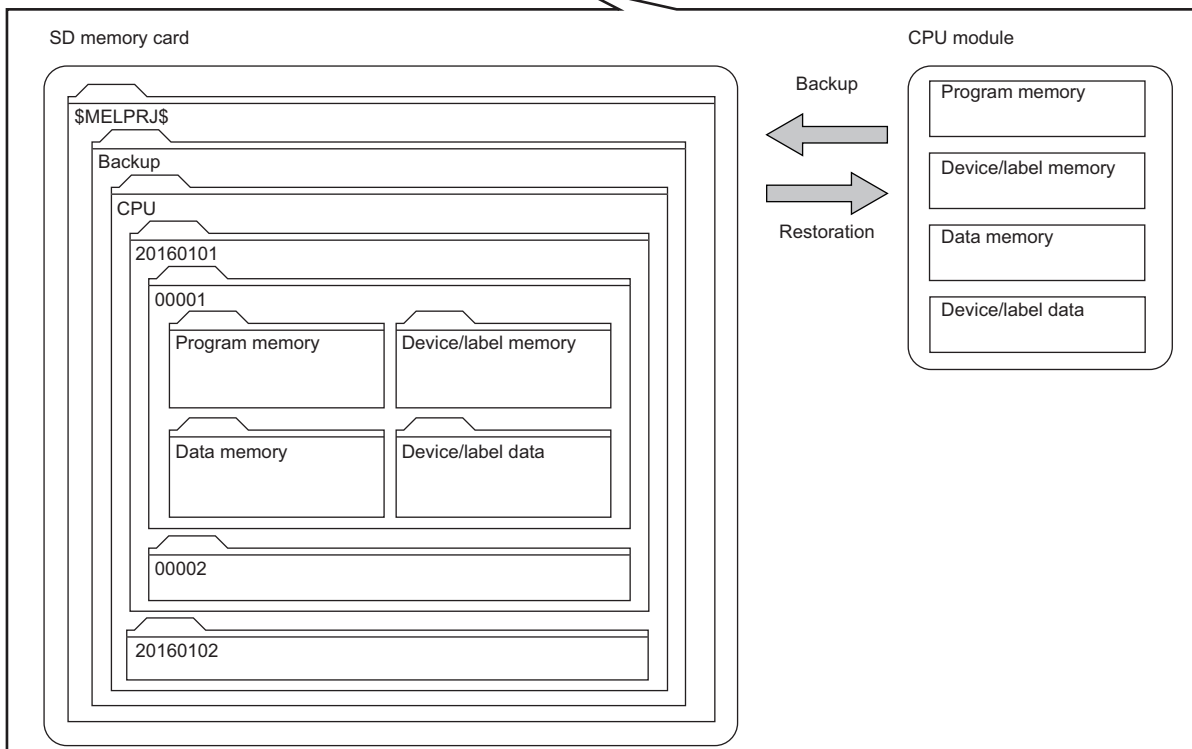 SD memory card
$MELPRJ$
Backup
CPU
20160101
00001
Program memory
Device/label memory
Data memory
Device/label data
00002
20160102
Backup
Restoration
CPU module
Program memory
Device/label memory
Data memory
Device/label data